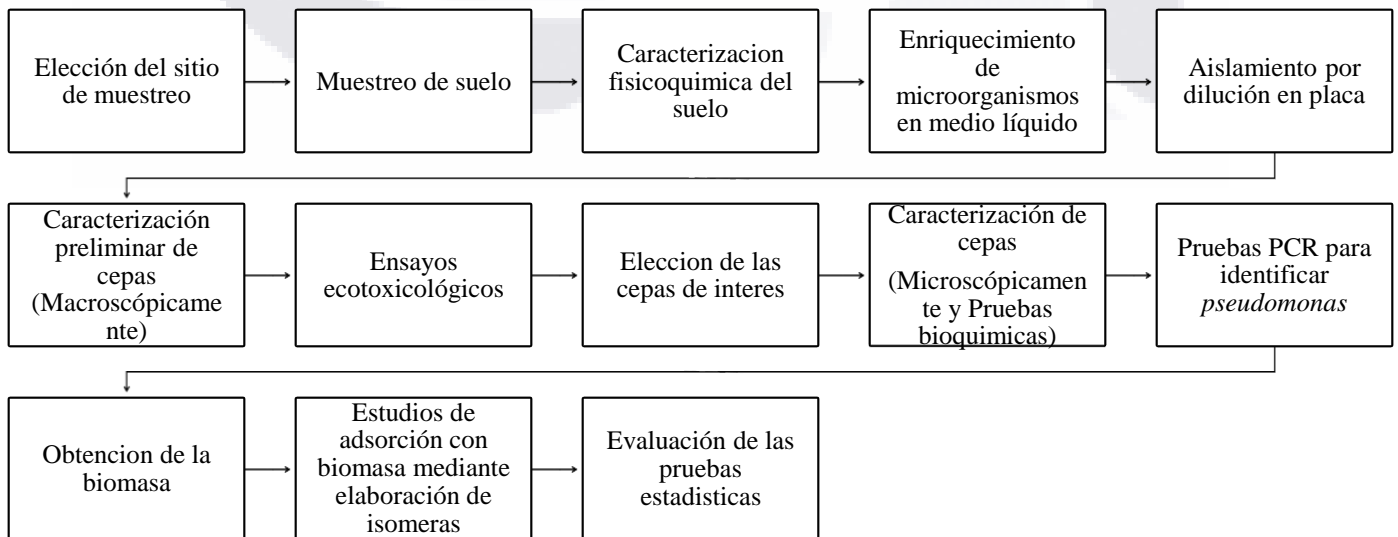 Elección del sitio
de muestreo
Muestreo de suelo
Caracterizacion
fisicoquimica del
suelo
Enriquecimiento
de
microorganismos
en medio líquido
Aislamiento por
dilución en placa
Caracterización
preliminar de
cepas
(Macroscópicame
nte)
Ensayos
ecotoxicológicos
Eleccion de las
cepas de interes
Caracterización de
cepas
(Microscópicamen
te y Pruebas
bioquimicas)
Pruebas PCR para
identificar
pseudomonas
Obtencion de la
biomasa
Estudios de
adsorción con
biomasa mediante
elaboración de
isomeras
Evaluación de las
pruebas
estadisticas